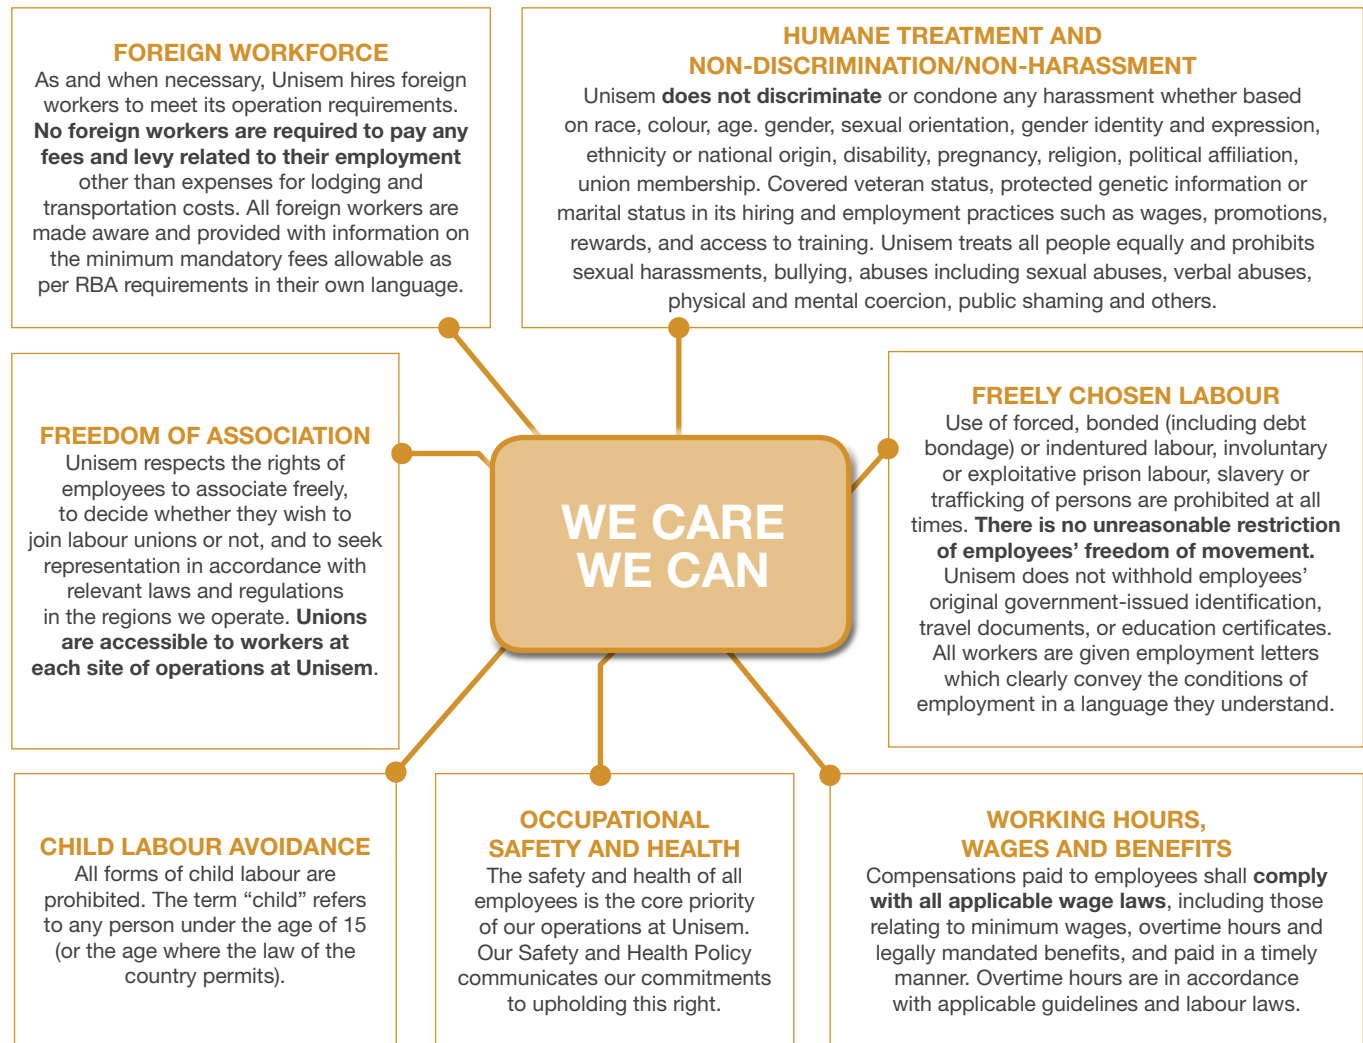 FOREIGN WORKFORCE
As and when necessary, Unisem hires foreign
workers to meet its operation requirements.
No foreign workers are required to pay any
fees and levy related to their employment
other than expenses for lodging and
transportation costs. All foreign workers are
made aware and provided with information on
the minimum mandatory fees allowable as
per RBA requirements in their own language.
HUMANE TREATMENT AND
NON-DISCRIMINATION/NON-HARASSMENT
Unisem does not discriminate or condone any harassment whether based
on race, colour, age. gender, sexual orientation, gender identity and expression,
ethnicity or national origin, disability, pregnancy, religion, political affiliation,
union membership. Covered veteran status, protected genetic information or
marital status in its hiring and employment practices such as wages, promotions,
rewards, and access to training. Unisem treats all people equally and prohibits
sexual harassments, bullying, abuses including sexual abuses, verbal abuses,
physical and mental coercion, public shaming and others.
FREEDOM OF ASSOCIATION
Unisem respects the rights of
employees to associate freely,
to decide whether they wish to
join labour unions or not, and to seek
representation in accordance with
relevant laws and regulations
in the regions we operate. Unions
are accessible to workers at
each site of operations at Unisem.
WE CARE
WE CAN
FREELY CHOSEN LABOUR
Use of forced, bonded (including debt
bondage) or indentured labour, involuntary
or exploitative prison labour, slavery or
trafficking of persons are prohibited at all
times. There is no unreasonable restriction
of employees' freedom of movement.
Unisem does not withhold employees'
original government-issued identification,
travel documents, or education certificates.
All workers are given employment letters
which clearly convey the conditions of
employment in a language they understand.
CHILD LABOUR AVOIDANCE
All forms of child labour are
prohibited. The term “child” refers
to any person under the age of 15
(or the age where the law of the
country permits).
OCCUPATIONAL
SAFETY AND HEALTH
The safety and health of all
employees is the core priority
of our operations at Unisem.
Our Safety and Health Policy
communicates our commitments
to upholding this right.
WORKING HOURS,
WAGES AND BENEFITS
Compensations paid to employees shall comply
with all applicable wage laws, including those
relating to minimum wages, overtime hours and
legally mandated benefits, and paid in a timely
manner. Overtime hours are in accordance
with applicable guidelines and labour laws.